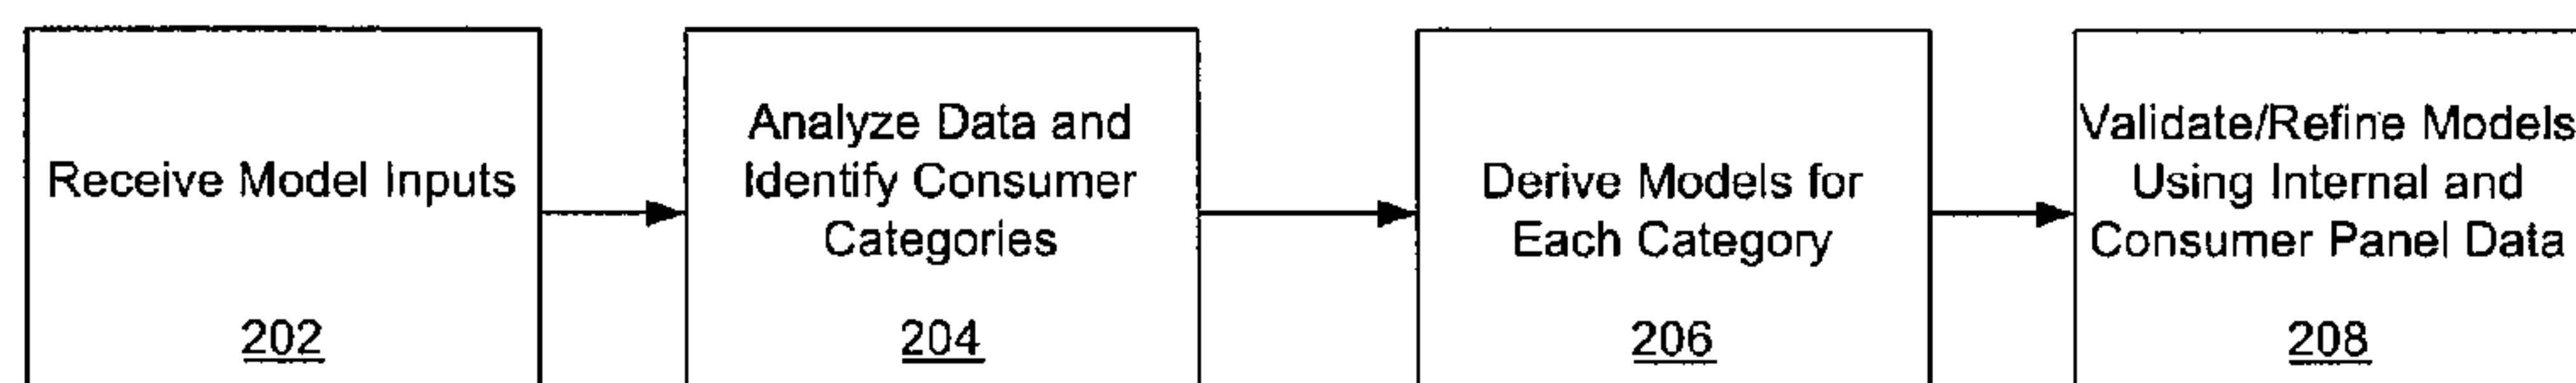 Receive Model Inputs
202
Analyze Data and
Identify Consumer
Categories
204
Derive Models for
Each Category
206
Validate/Refine Models
Using Internal and
Consumer Panel Data
208